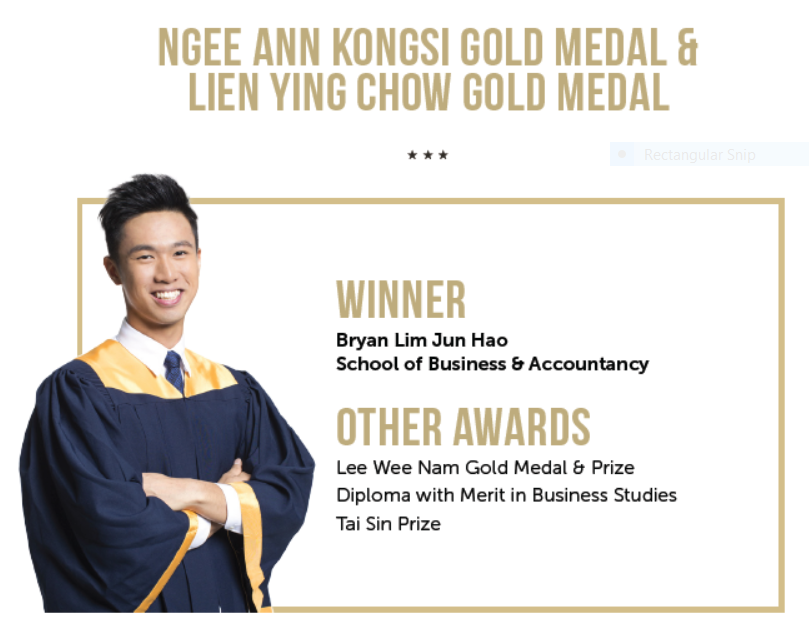 NGEE ANN KONGSI GOLD MEDAL &
LIEN YING CHOW GOLD MEDAL
Rectangular Snip
WINNER
Bryan Lim Jun Hao
School of Business & Accountancy
OTHER AWARDS
Lee Wee Nam Gold Medal & Prize
Diploma with Merit in Business Studies
Tai Sin Prize